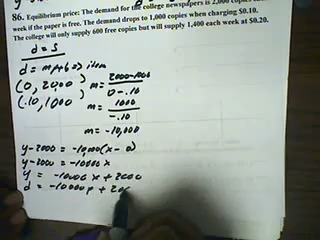 86. Equilibrium price: The demand for the college newspapers is 2,000 copies
week if the paper is free. The demand drops to 1,000 copies when charging $0.10.
The college will only supply 600 free copies but will supply 1,400 each week at $0.20.
d = S
d = mp+b => item
(0, 2000) m = 2000-1000
0 - .10
(.10, 1000) m = 1000
-.10
m = -10,000
y-2000 = -10,000(x - 0)
y-2000 = -10000x
y = -10000x + 2000
d = -10000p + 20